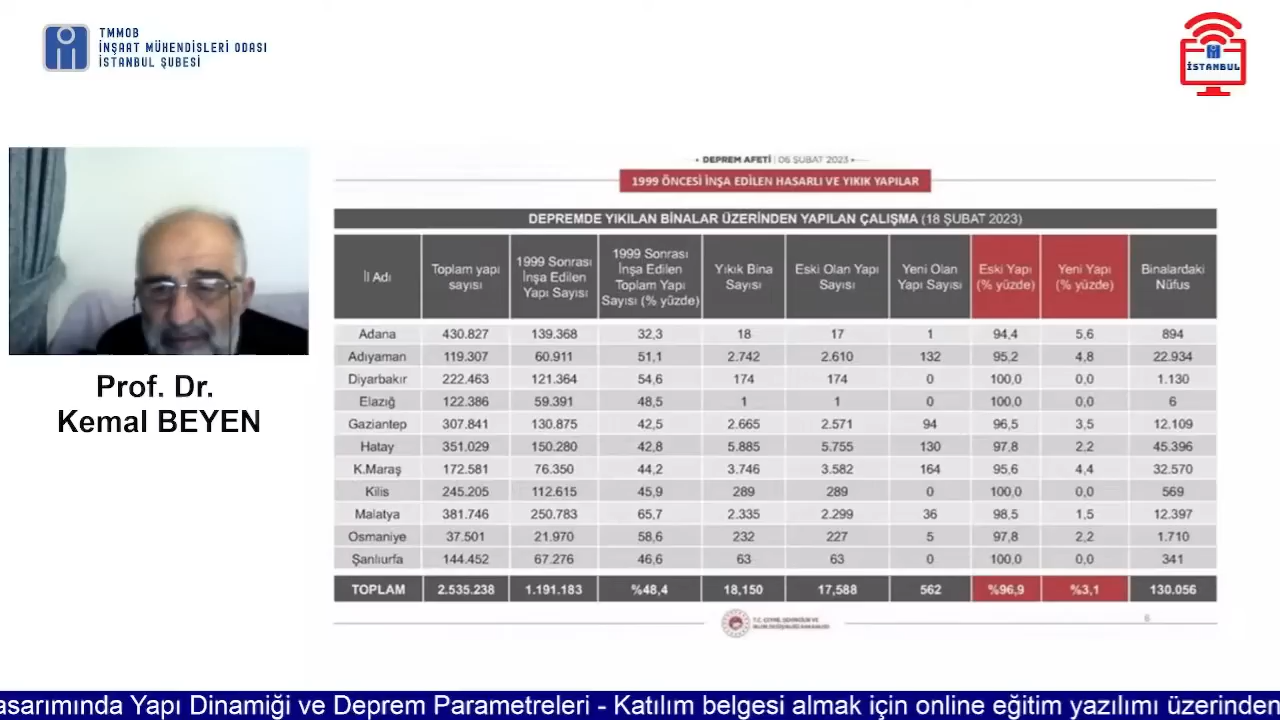 TMMOB
İNŞAAT MÜHENDİSLERİ ODASI
İSTANBUL ŞUBESİ
İSTANBUL
Prof. Dr.
Kemal BEYEN
• DEPREM AFETİ | 06 ŞUBAT 2023 •
1999 ÖNCESİ İNŞA EDİLEN HASARLI VE YIKIK YAPILAR
DEPREMDE YIKILAN BİNALAR ÜZERİNDEN YAPILAN ÇALIŞMA (18 ŞUBAT 2023)
İl Adı
Toplam yapı
sayısı
1999 Sonrası
İnşa Edilen
Yapı Sayısı
1999 Sonrası
İnşa Edilen
Toplam Yapı
Sayısı (% yüzde)
Yıkık Bina
Sayısı
Eski Olan Yapı
Sayısı
Yeni Olan
Yapı Sayısı
Eski Yapı
(% yüzde)
Yeni Yapı
(% yüzde)
Binalardaki
Nüfus
Adana 430.827 139.368 32,3 18 17 1 94,4 5,6 894
Adıyaman 119.307 60.911 51,1 2.742 2.610 132 95,2 4,8 22.934
Diyarbakır 222.463 121.364 54,6 174 174 0 100,0 0,0 1.130
Elazığ 122.386 59.391 48,5 1 1 0 100,0 0,0 6
Gaziantep 307.841 130.875 42,5 2.665 2.571 94 96,5 3,5 12.109
Hatay 351.029 150.280 42,8 5.885 5.755 130 97,8 2,2 45.396
K.Maraş 172.581 76.350 44,2 3.746 3.582 164 95,6 4,4 32.570
Kilis 245.205 112.615 45,9 289 289 0 100,0 0,0 569
Malatya 381.746 250.783 65,7 2.335 2.299 36 98,5 1,5 12.397
Osmaniye 37.501 21.970 58,6 232 227 5 97,8 2,2 1.710
Şanlıurfa 144.452 67.276 46,6 63 63 0 100,0 0,0 341
TOPLAM 2.535.238 1.191.183 %48,4 18,150 17,588 562 %96,9 %3,1 130.056
T.C. ÇEVRE, ŞEHİRCİLİK VE
İKLİM DEĞİŞİKLİĞİ BAKANLIĞI
6
asarımında Yapı Dinamiği ve Deprem Parametreleri - Katılım belgesi almak için online eğitim yazılımı üzerinden